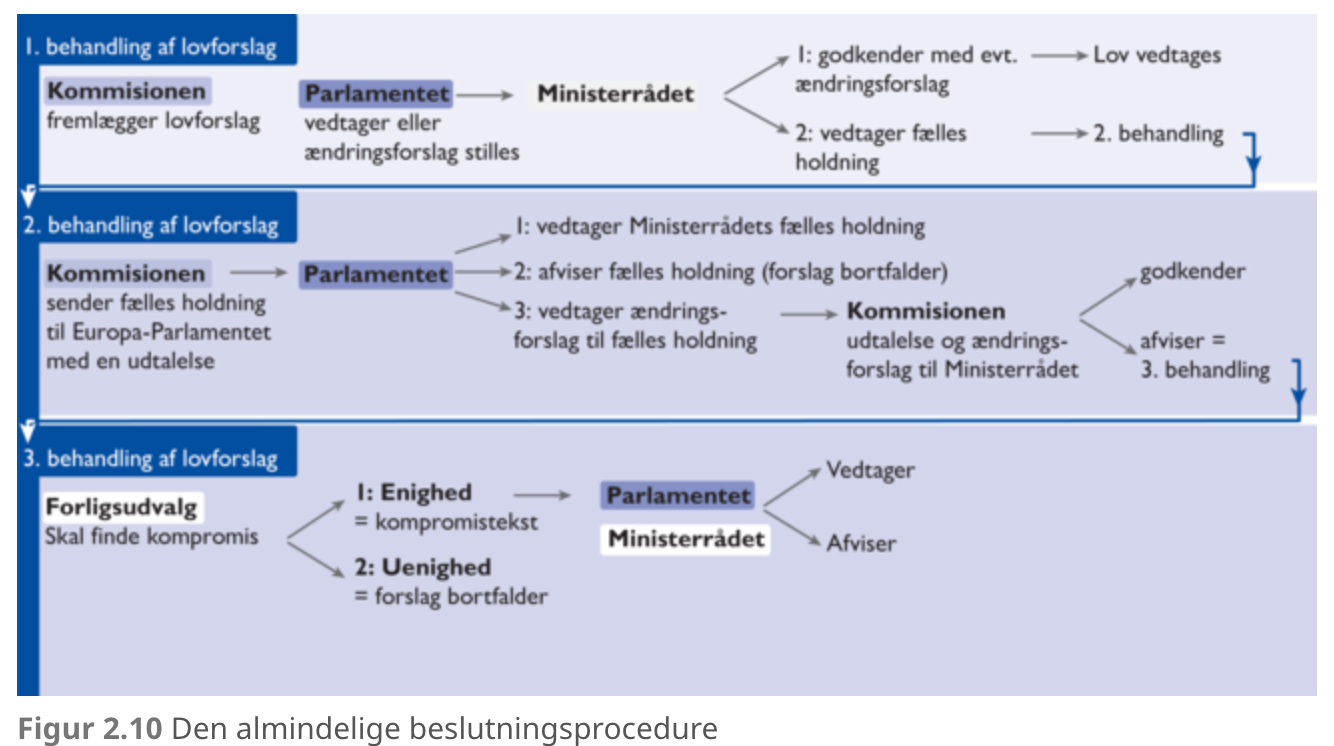 1. behandling af lovforslag
Kommisionen
fremlægger lovforslag
Parlamentet
vedtager eller
ændringsforslag stilles
Ministerrådet
1: godkender med evt.
ændringsforslag
Lov vedtages
2: vedtager fælles
holdning
2. behandling
2. behandling af lovforslag
Kommisionen
sender fælles holdning
til Europa-Parlamentet
med en udtalelse
Parlamentet
1: vedtager Ministerrådets fælles holdning
2: afviser fælles holdning (forslag bortfalder)
3: vedtager ændrings-
forslag til fælles holdning
Kommisionen
udtalelse og ændrings-
forslag til Ministerrådet
godkender
afviser =
3. behandling
3. behandling af lovforslag
Forligsudvalg
Skal finde kompromis
1: Enighed
= kompromistekst
2: Uenighed
= forslag bortfalder
Parlamentet
Ministerrådet
Vedtager
Afviser
Figur 2.10 Den almindelige beslutningsprocedure